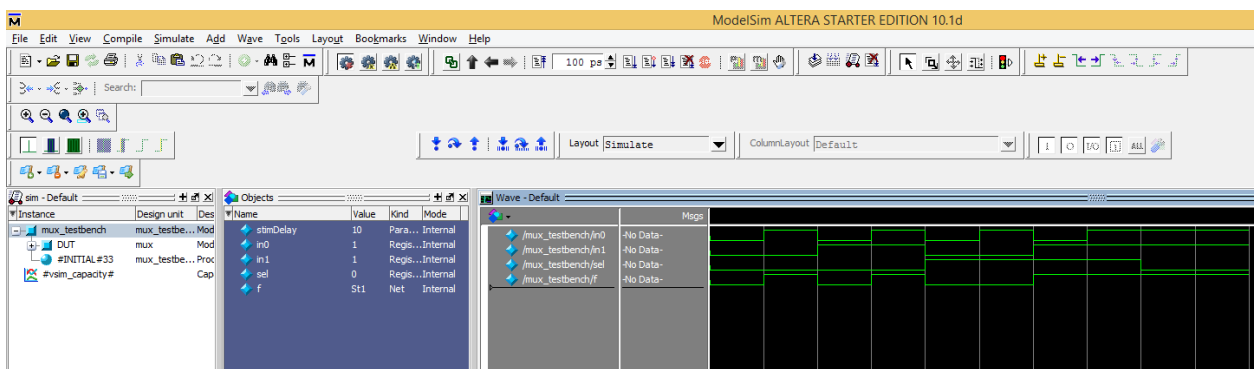 M
ModelSim ALTERA STARTER EDITION 10.1d
File Edit View Compile Simulate Add Wave Tools Layout Bookmarks Window Help
100 ps
Search:
Layout Simulate
ColumnLayout Default
sim - Default
Instance Design unit Des
mux_testbench mux_testbe... Mod
DUT mux Mod
#INITIAL#33 mux_testbe... Proc
#vsim_capacity# Cap
Objects
Name Value Kind Mode
stimDelay 10 Para... Internal
in0 1 Regis... Internal
in1 1 Regis... Internal
sel 0 Regis... Internal
f St1 Net Internal
Wave - Default
Msgs
/mux_testbench/in0 -No Data-
/mux_testbench/in1 -No Data-
/mux_testbench/sel -No Data-
/mux_testbench/f -No Data-